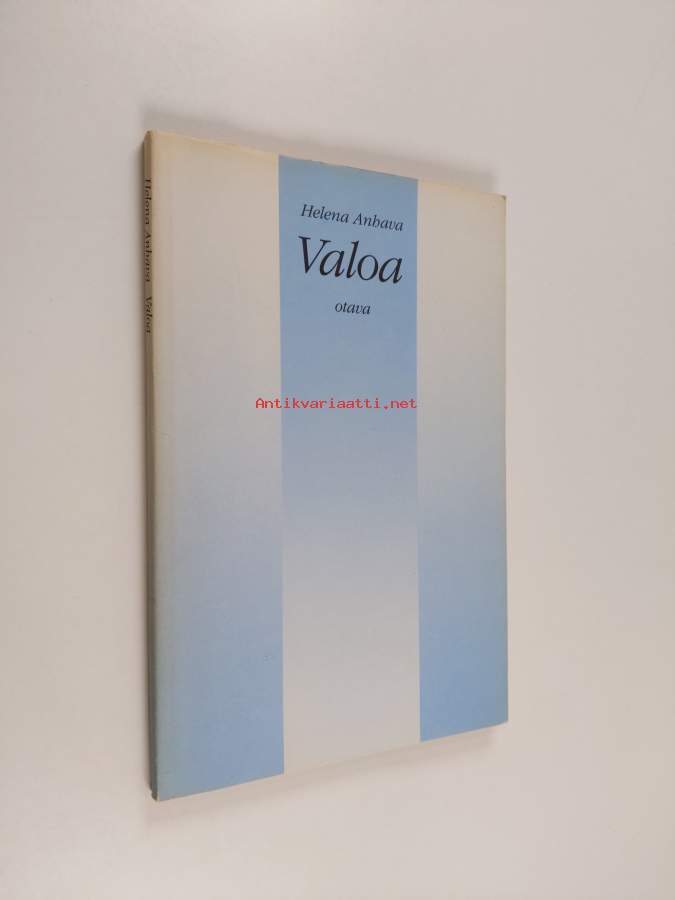 Helena Anhava
Valoa
otava
Antikvariaatti.net
Helena Anhava Valoa